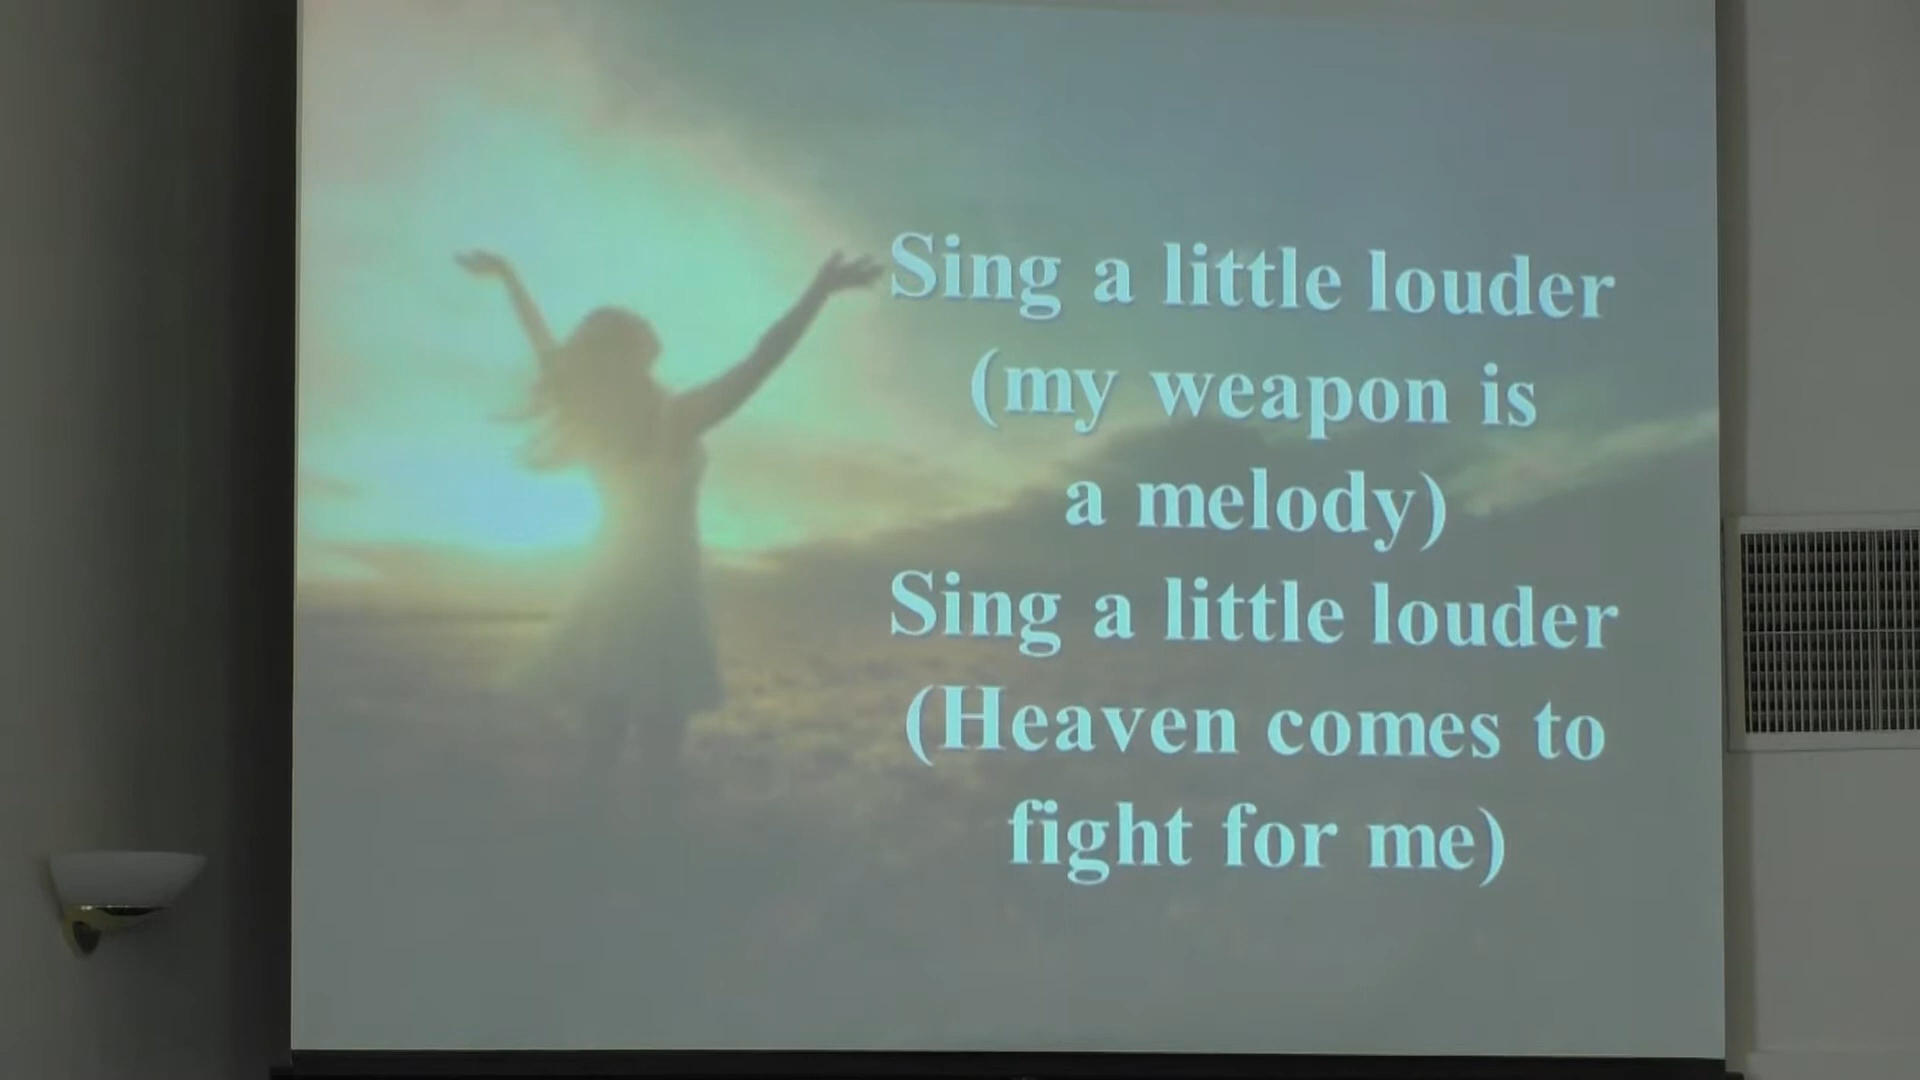 Sing a little louder
(my weapon is
a melody)
Sing a little louder
(Heaven comes to
fight for me)